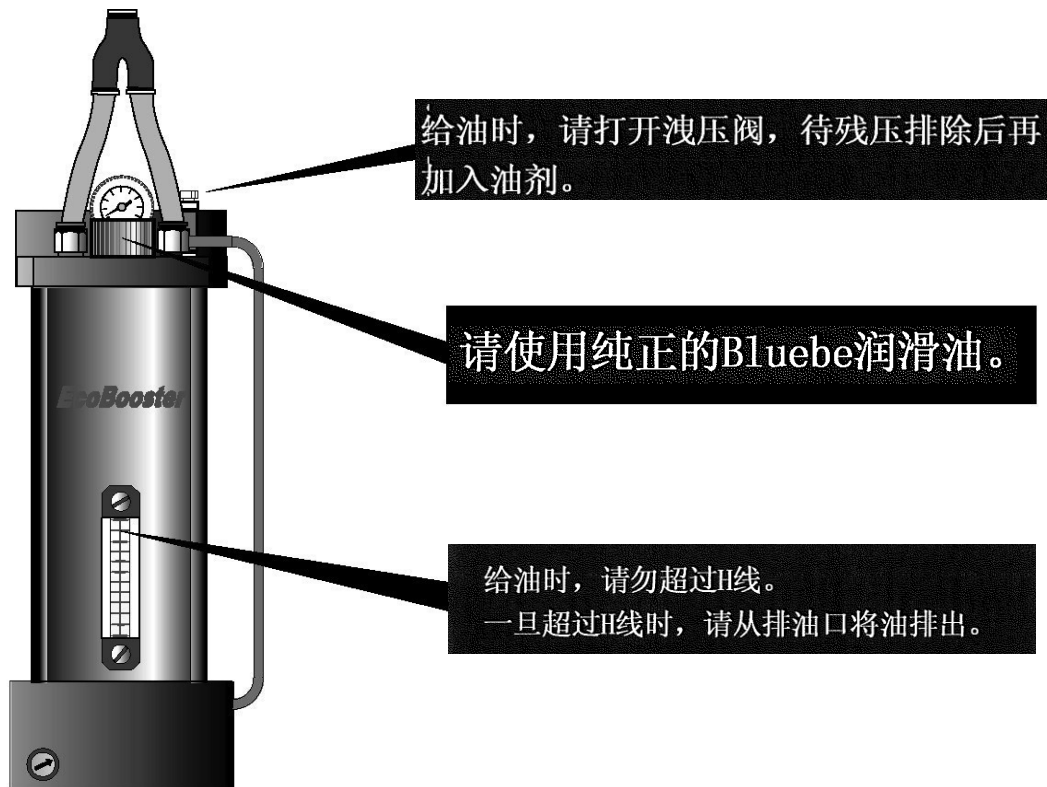 给油时，请打开洩压阀，待残压排除后再
加入油剂。
请使用纯正的Bluebe润滑油。
EcoBooster
给油时，请勿超过H线。
一旦超过H线时，请从排油口将油排出。